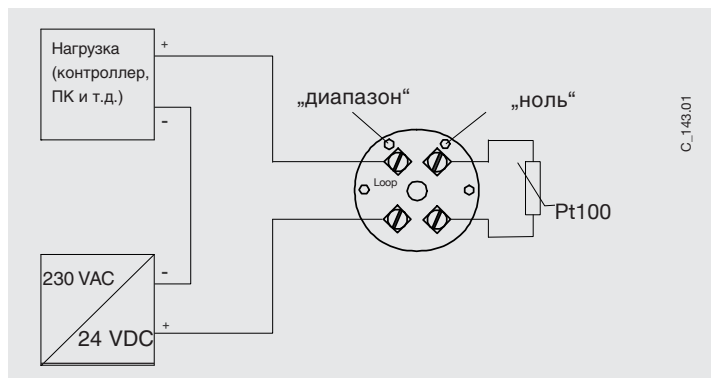 Нагрузка
(контроллер,
ПК и т.д.)
+
-
„диапазон“
„ноль“
Loop
Pt100
230 VAC
24 VDC
-
+
C_143.01